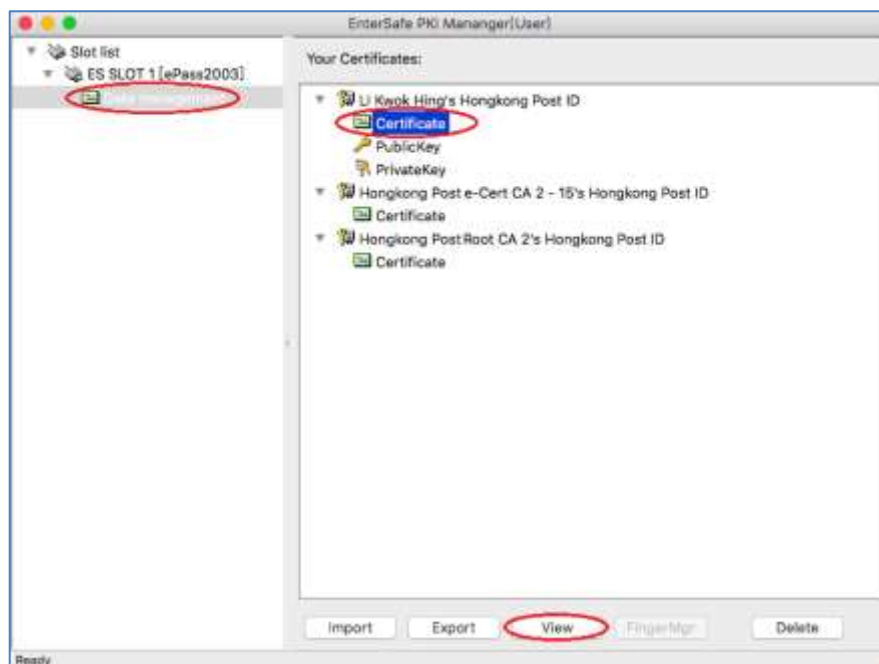 EnterSafe PKI Mananger(User)
Slot list
ES SLOT 1 [ePass2003]
Data management
Your Certificates:
Li Kwok Hing's Hongkong Post ID
Certificate
PublicKey
PrivateKey
Hongkong Post e-Cert CA 2 - 15's Hongkong Post ID
Certificate
Hongkong Post Root CA 2's Hongkong Post ID
Certificate
Import Export View FingerMgr Delete
Ready